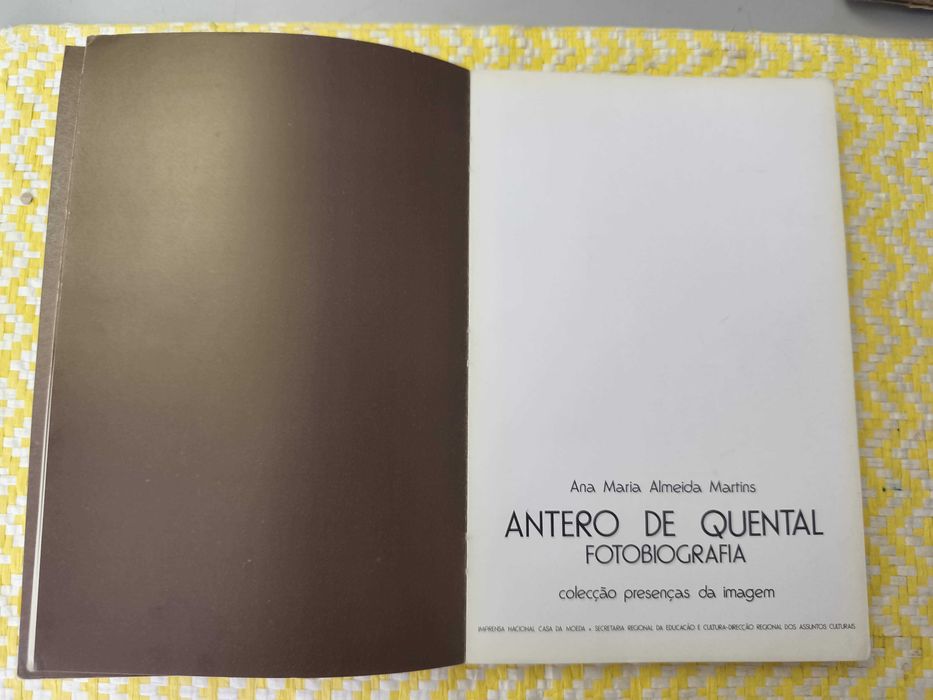 Ana Maria Almeida Martins
ANTERO DE QUENTAL
FOTOBIOGRAFIA
colecção presenças da imagem
IMPRENSA NACIONAL CASA DA MOEDA • SECRETARIA REGIONAL DA EDUCAÇÃO E CULTURA-DIRECÇÃO REGIONAL DOS ASSUNTOS CULTURAIS